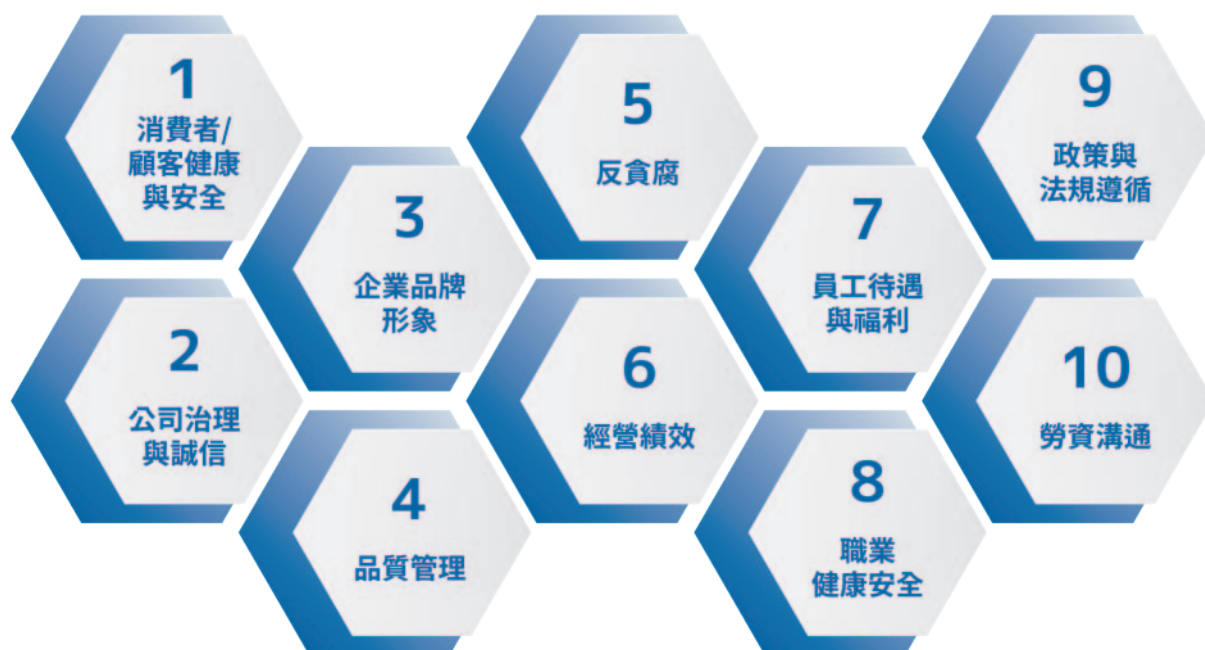 1
消費者/
顧客健康
與安全
2
公司治理
與誠信
3
企業品牌
形象
4
品質管理
5
反貪腐
6
經營績效
7
員工待遇
與福利
8
職業
健康安全
9
政策與
法規遵循
10
勞資溝通